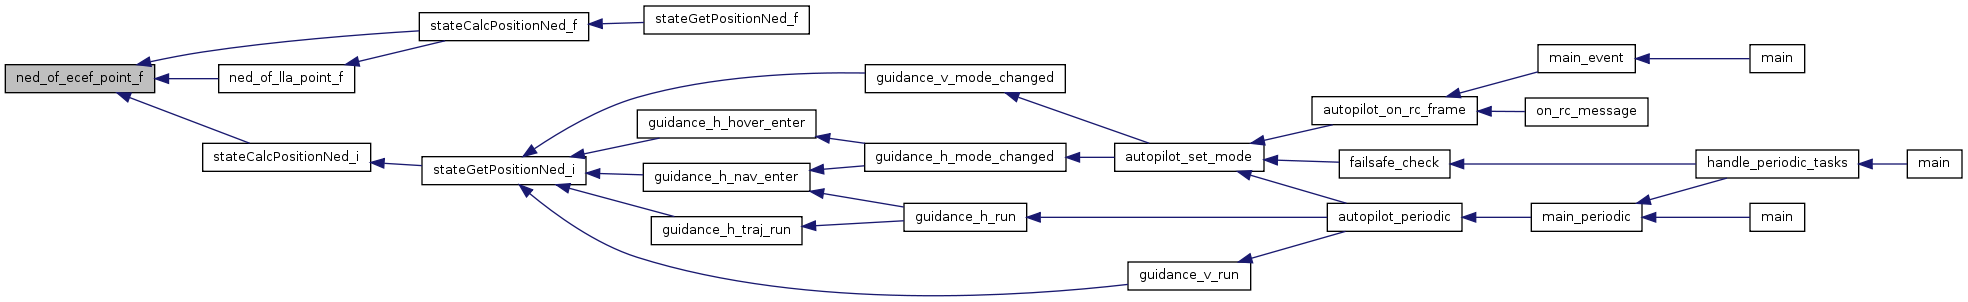 ned_of_ecef_point_f
stateCalcPositionNed_f
stateGetPositionNed_f
ned_of_lla_point_f
stateCalcPositionNed_i
stateGetPositionNed_i
guidance_v_mode_changed
guidance_h_hover_enter
guidance_h_nav_enter
guidance_h_traj_run
guidance_h_mode_changed
guidance_h_run
guidance_v_run
autopilot_set_mode
autopilot_on_rc_frame
failsafe_check
autopilot_periodic
main_event
on_rc_message
main_periodic
main
handle_periodic_tasks
main
main